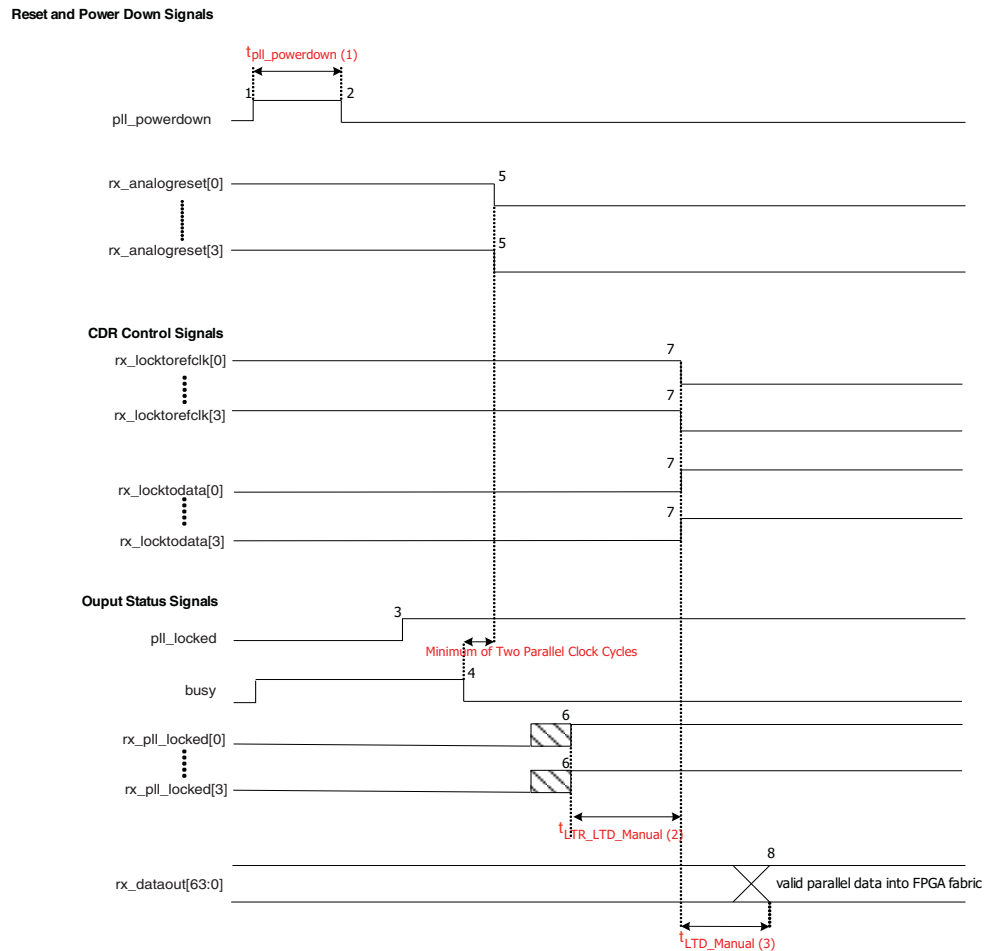 Reset and Power Down Signals
tpll_powerdown (1)
1
2
pll_powerdown
rx_analogreset[0]
5
rx_analogreset[3]
5
CDR Control Signals
rx_locktorefclk[0]
7
rx_locktorefclk[3]
7
rx_locktodata[0]
7
rx_locktodata[3]
7
Ouput Status Signals
pll_locked
3
Minimum of Two Parallel Clock Cycles
busy
4
rx_pll_locked[0]
6
rx_pll_locked[3]
6
tLTR_LTD_Manual (2)
rx_dataout[63:0]
8
valid parallel data into FPGA fabric
tLTD_Manual (3)